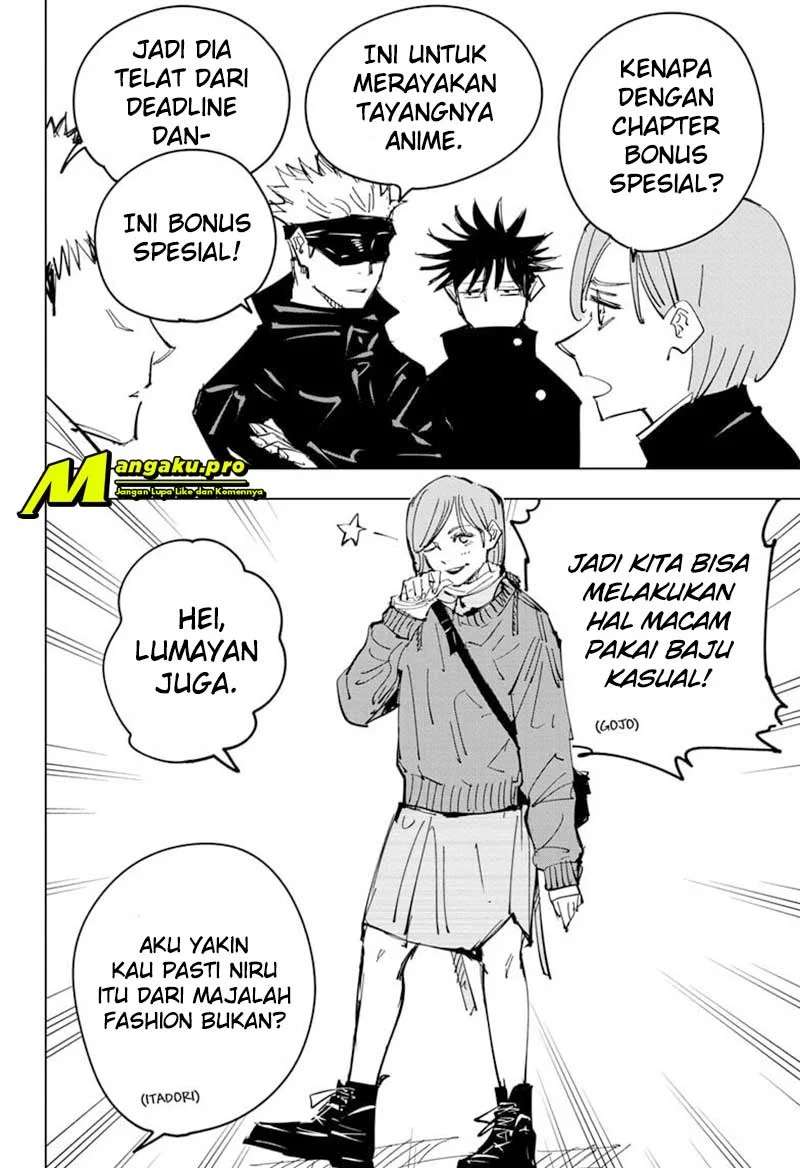 KENAPA
DENGAN
CHAPTER
BONUS
SPESIAL?
INI UNTUK
MERAYAKAN
TAYANGNYA
ANIME.
JADI DIA
TELAT DARI
DEADLINE
DAN-
INI BONUS
SPESIAL!
Mangaku.pro
Jangan Lupa Like dan Komennya
JADI KITA BISA
MELAKUKAN
HAL MACAM
PAKAI BAJU
KASUAL!
(GOJO)
HEI,
LUMAYAN
JUGA.
AKU YAKIN
KAU PASTI NIRU
ITU DARI MAJALAH
FASHION BUKAN?
(ITADORI)